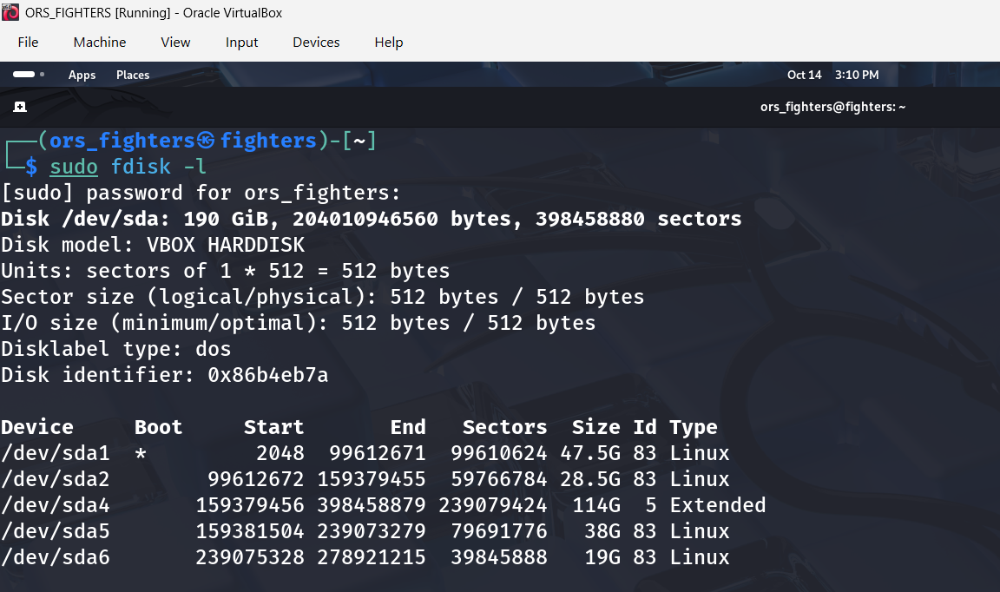 ORS_FIGHTERS [Running] - Oracle VirtualBox
File Machine View Input Devices Help
Apps Places Oct 14 3:10 PM
ors_fighters@fighters: ~
┌──(ors_fighters㉿fighters)-[~]
└─$ sudo fdisk -l
[sudo] password for ors_fighters:
Disk /dev/sda: 190 GiB, 204010946560 bytes, 398458880 sectors
Disk model: VBOX HARDDISK
Units: sectors of 1 * 512 = 512 bytes
Sector size (logical/physical): 512 bytes / 512 bytes
I/O size (minimum/optimal): 512 bytes / 512 bytes
Disklabel type: dos
Disk identifier: 0x86b4eb7a
Device Boot Start End Sectors Size Id Type
/dev/sda1 * 2048 99612671 99610624 47.5G 83 Linux
/dev/sda2 99612672 159379455 59766784 28.5G 83 Linux
/dev/sda4 159379456 398458879 239079424 114G 5 Extended
/dev/sda5 159381504 239073279 79691776 38G 83 Linux
/dev/sda6 239075328 278921215 39845888 19G 83 Linux